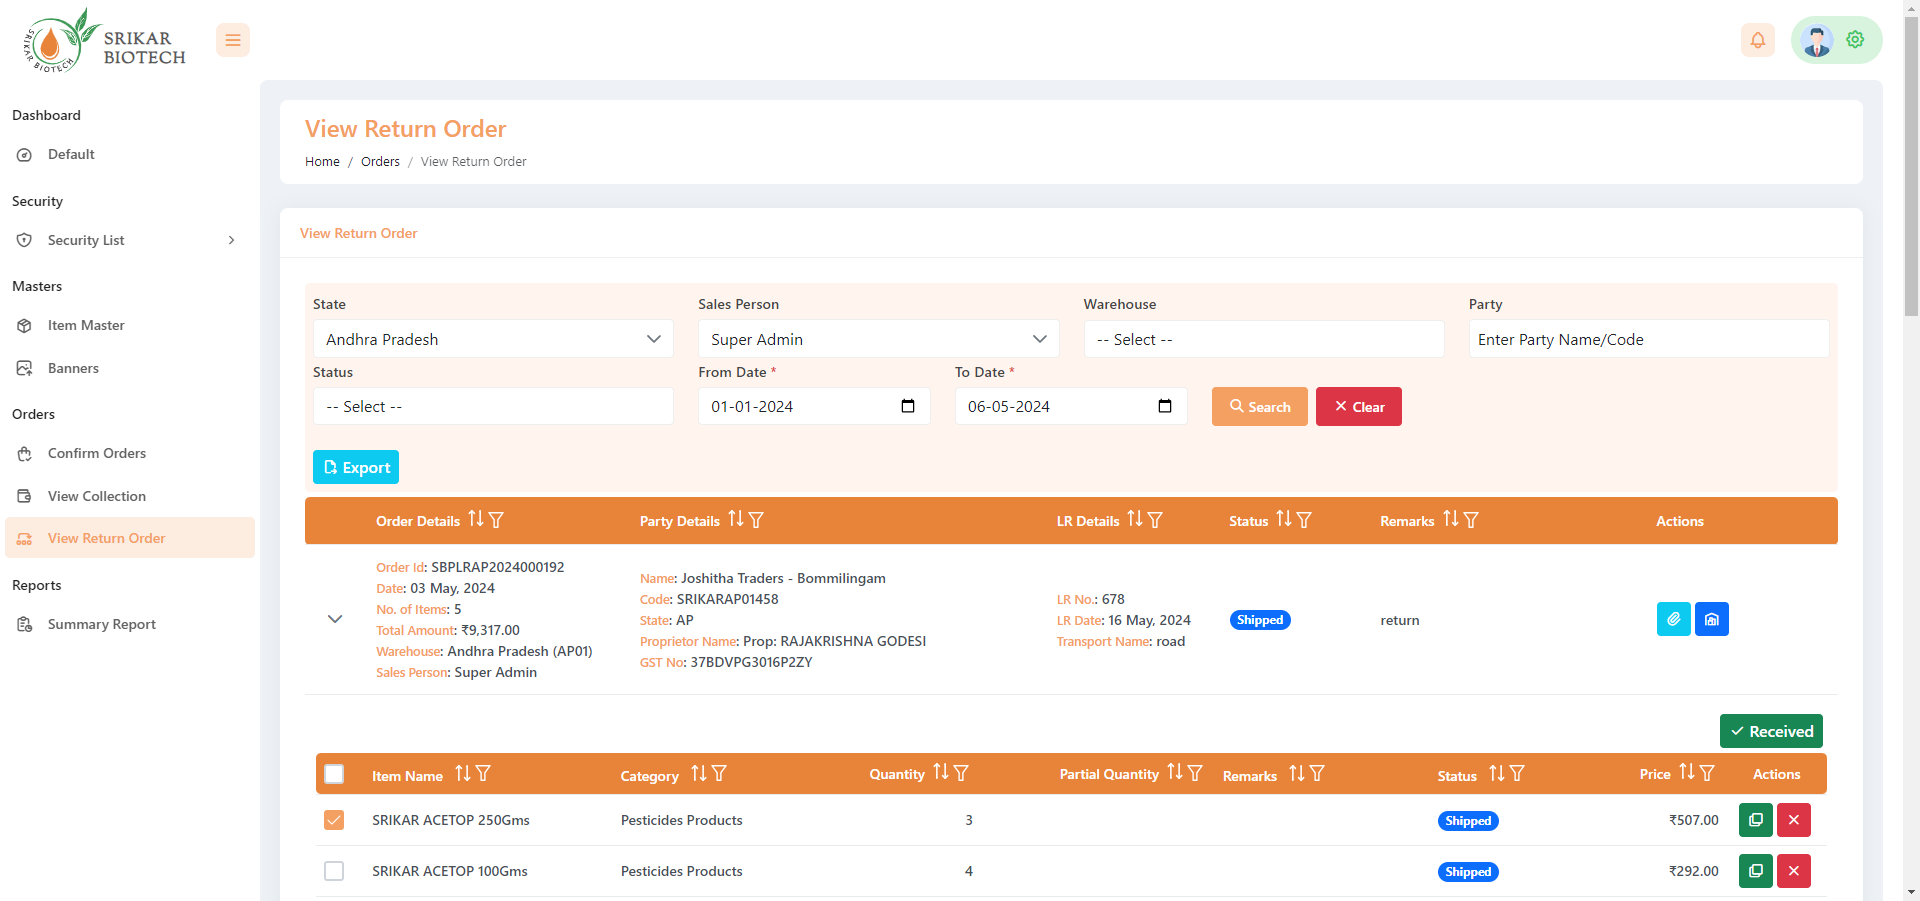 SRIKAR BIOTECH
SRIKAR
BIOTECH
Dashboard
Default
Security
Security List
Masters
Item Master
Banners
Orders
Confirm Orders
View Collection
View Return Order
Reports
Summary Report
View Return Order
Home / Orders / View Return Order
View Return Order
State Sales Person Warehouse Party
Andhra Pradesh Super Admin -- Select -- Enter Party Name/Code
Status From Date * To Date *
-- Select -- 01-01-2024 06-05-2024 Search Clear
Export
Order Details Party Details LR Details Status Remarks Actions
Order Id: SBPLRAP2024000192
Date: 03 May, 2024
No. of Items: 5
Total Amount: ₹9,317.00
Warehouse: Andhra Pradesh (AP01)
Sales Person: Super Admin
Name: Joshitha Traders - Bommilingam
Code: SRIKARAP01458
State: AP
Proprietor Name: Prop: RAJAKRISHNA GODESI
GST No: 37BDVPG3016P2ZY
LR No.: 678
LR Date: 16 May, 2024
Transport Name: road
Shipped
return
Received
Item Name Category Quantity Partial Quantity Remarks Status Price Actions
SRIKAR ACETOP 250Gms Pesticides Products 3 Shipped ₹507.00
SRIKAR ACETOP 100Gms Pesticides Products 4 Shipped ₹292.00